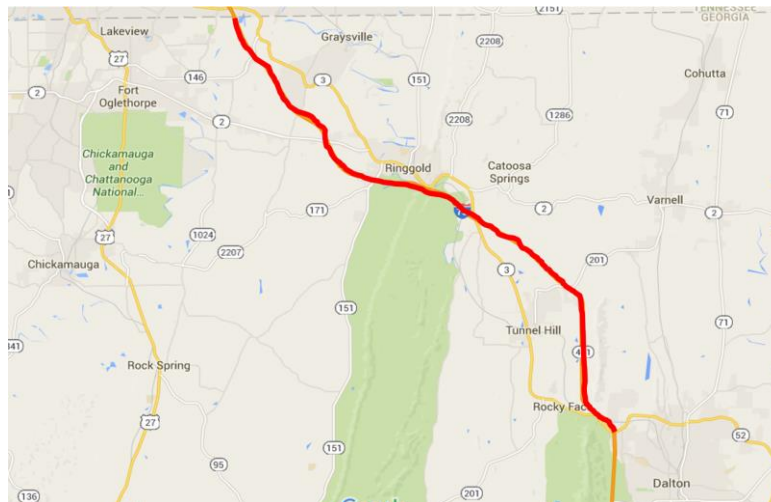 2151
TENNESSEE
GEORGIA
Lakeview
Graysville
27
2208
3
146
151
Cohutta
2
Fort
Oglethorpe
2
2208
1286
71
Chickamauga
and
Chattanooga
National...
Ringgold
Catoosa
Springs
Varnell
171
2
2
27
1024
2207
201
Chickamauga
3
151
341
71
Tunnel Hill
Rock Spring
Rocky Fac
27
151
52
95
136
201
Dalton